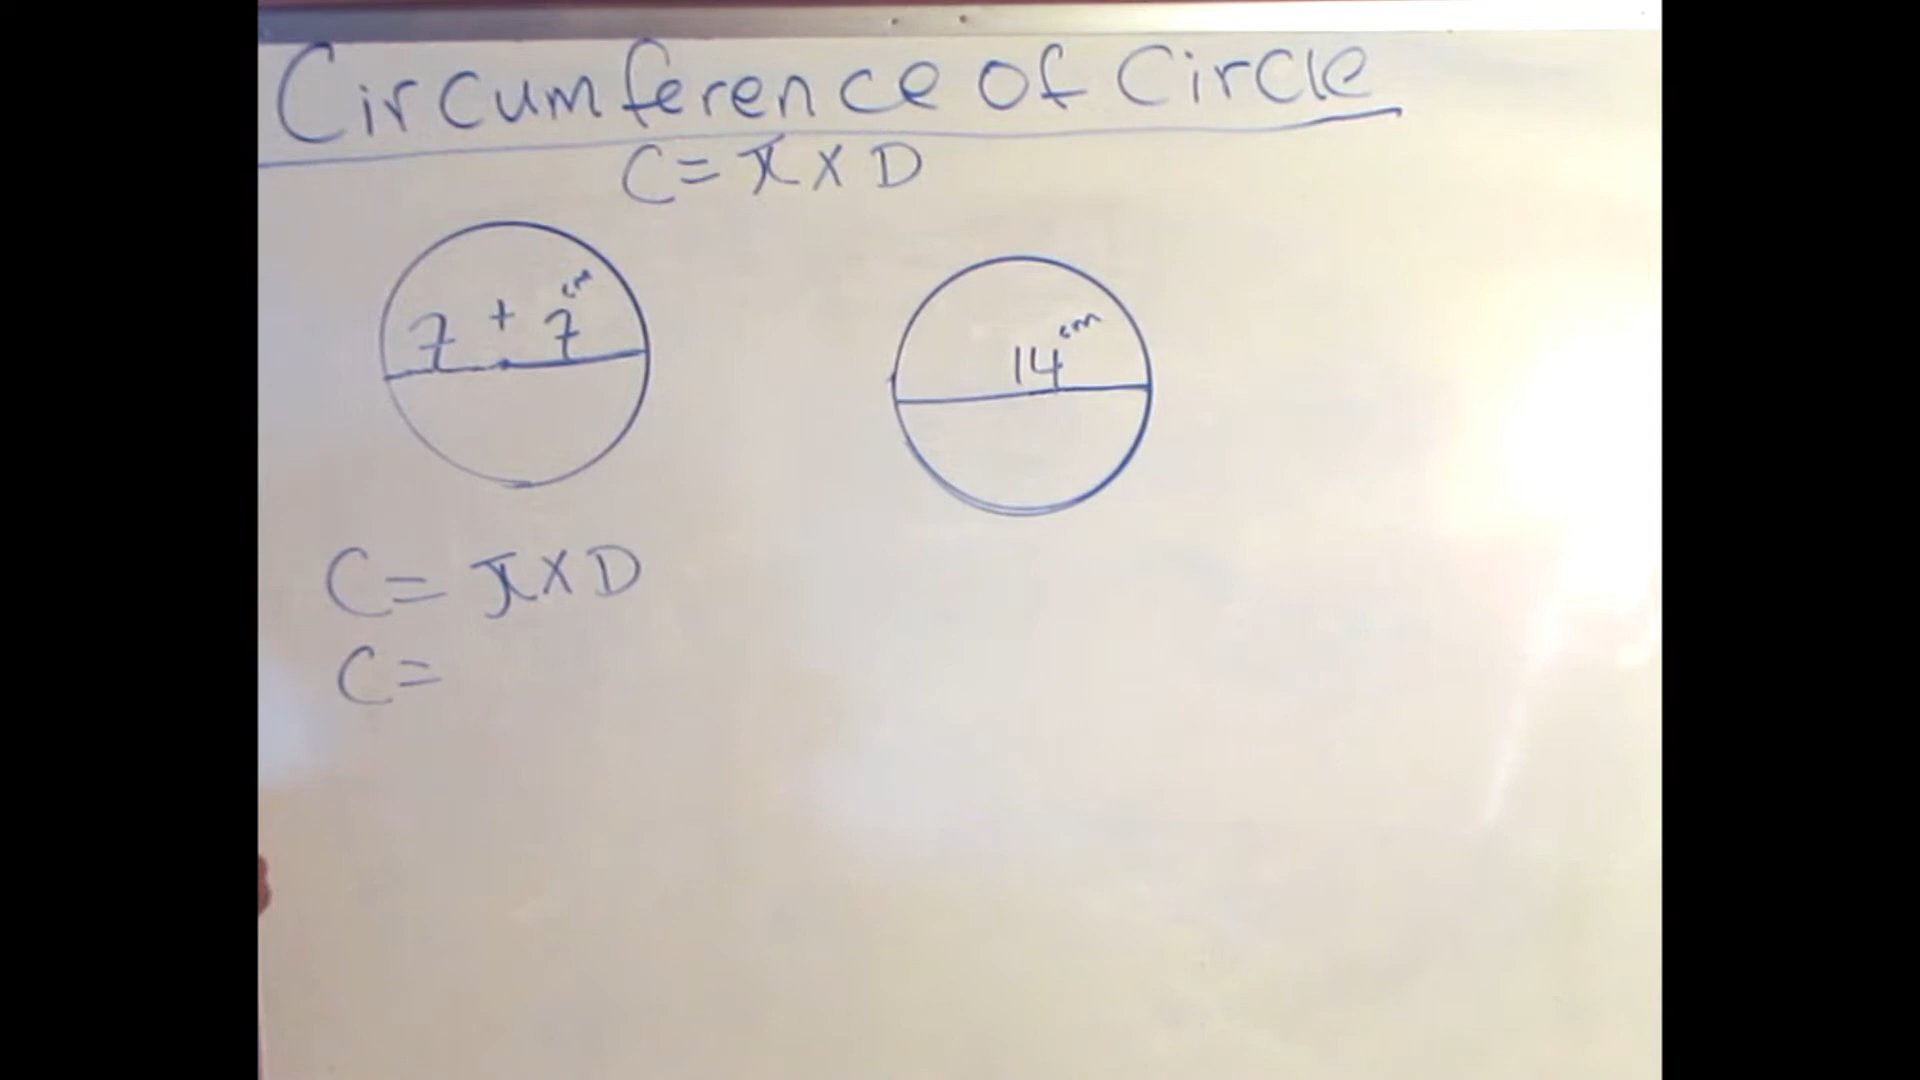 Circumference of Circle
C = π x D
7 + 7 cm
14 cm
C = π x D
C =